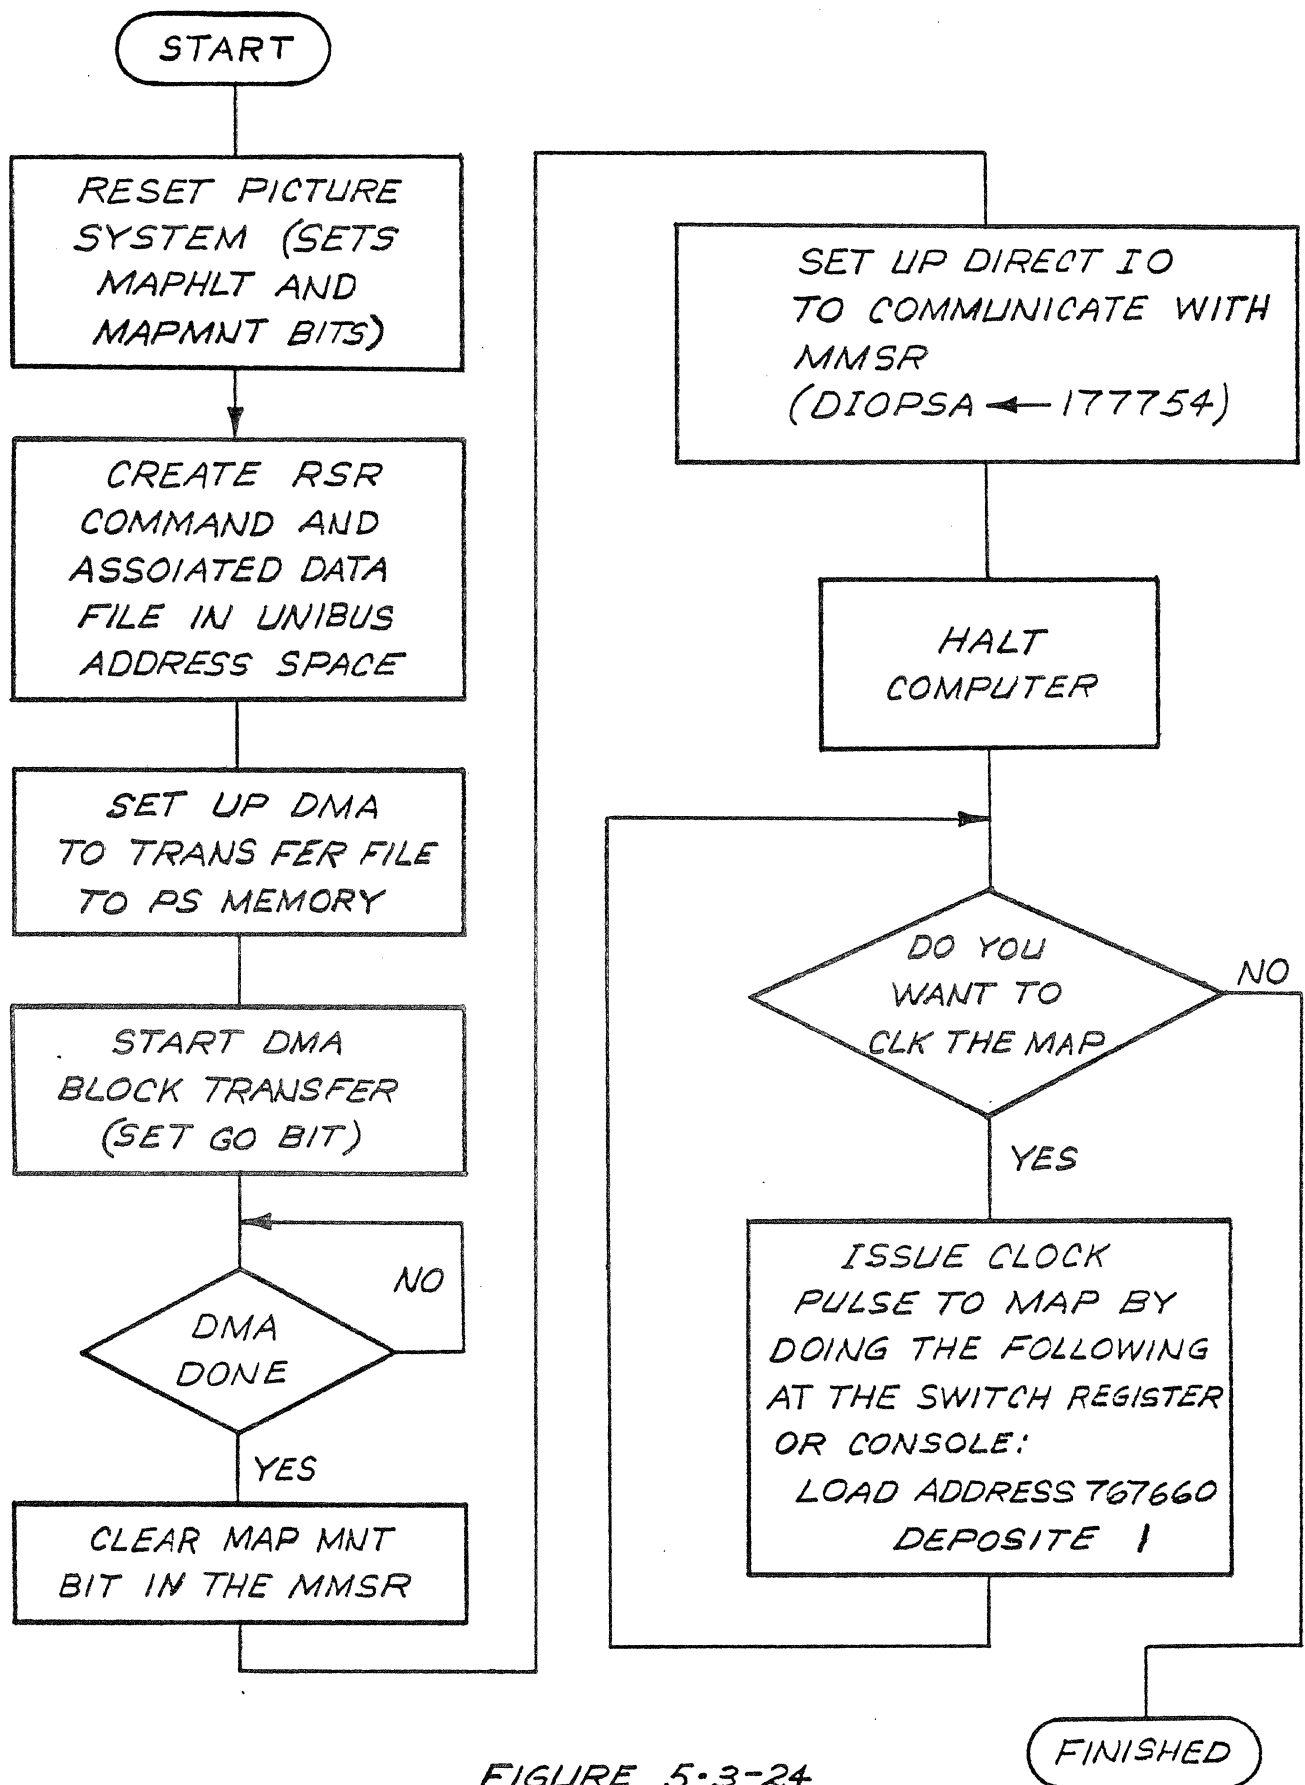 START
RESET PICTURE
SYSTEM (SETS
MAPHLT AND
MAPMNT BITS)
CREATE RSR
COMMAND AND
ASSOIATED DATA
FILE IN UNIBUS
ADDRESS SPACE
SET UP DMA
TO TRANS FER FILE
TO PS MEMORY
START DMA
BLOCK TRANSFER
(SET GO BIT)
NO
DMA
DONE
YES
CLEAR MAP MNT
BIT IN THE MMSR
SET UP DIRECT IO
TO COMMUNICATE WITH
MMSR
(DIOPSA ← 177754)
HALT
COMPUTER
DO YOU
WANT TO
CLK THE MAP
NO
YES
ISSUE CLOCK
PULSE TO MAP BY
DOING THE FOLLOWING
AT THE SWITCH REGISTER
OR CONSOLE:
LOAD ADDRESS 767660
DEPOSITE 1
FINISHED
FIGURE 5.3-24